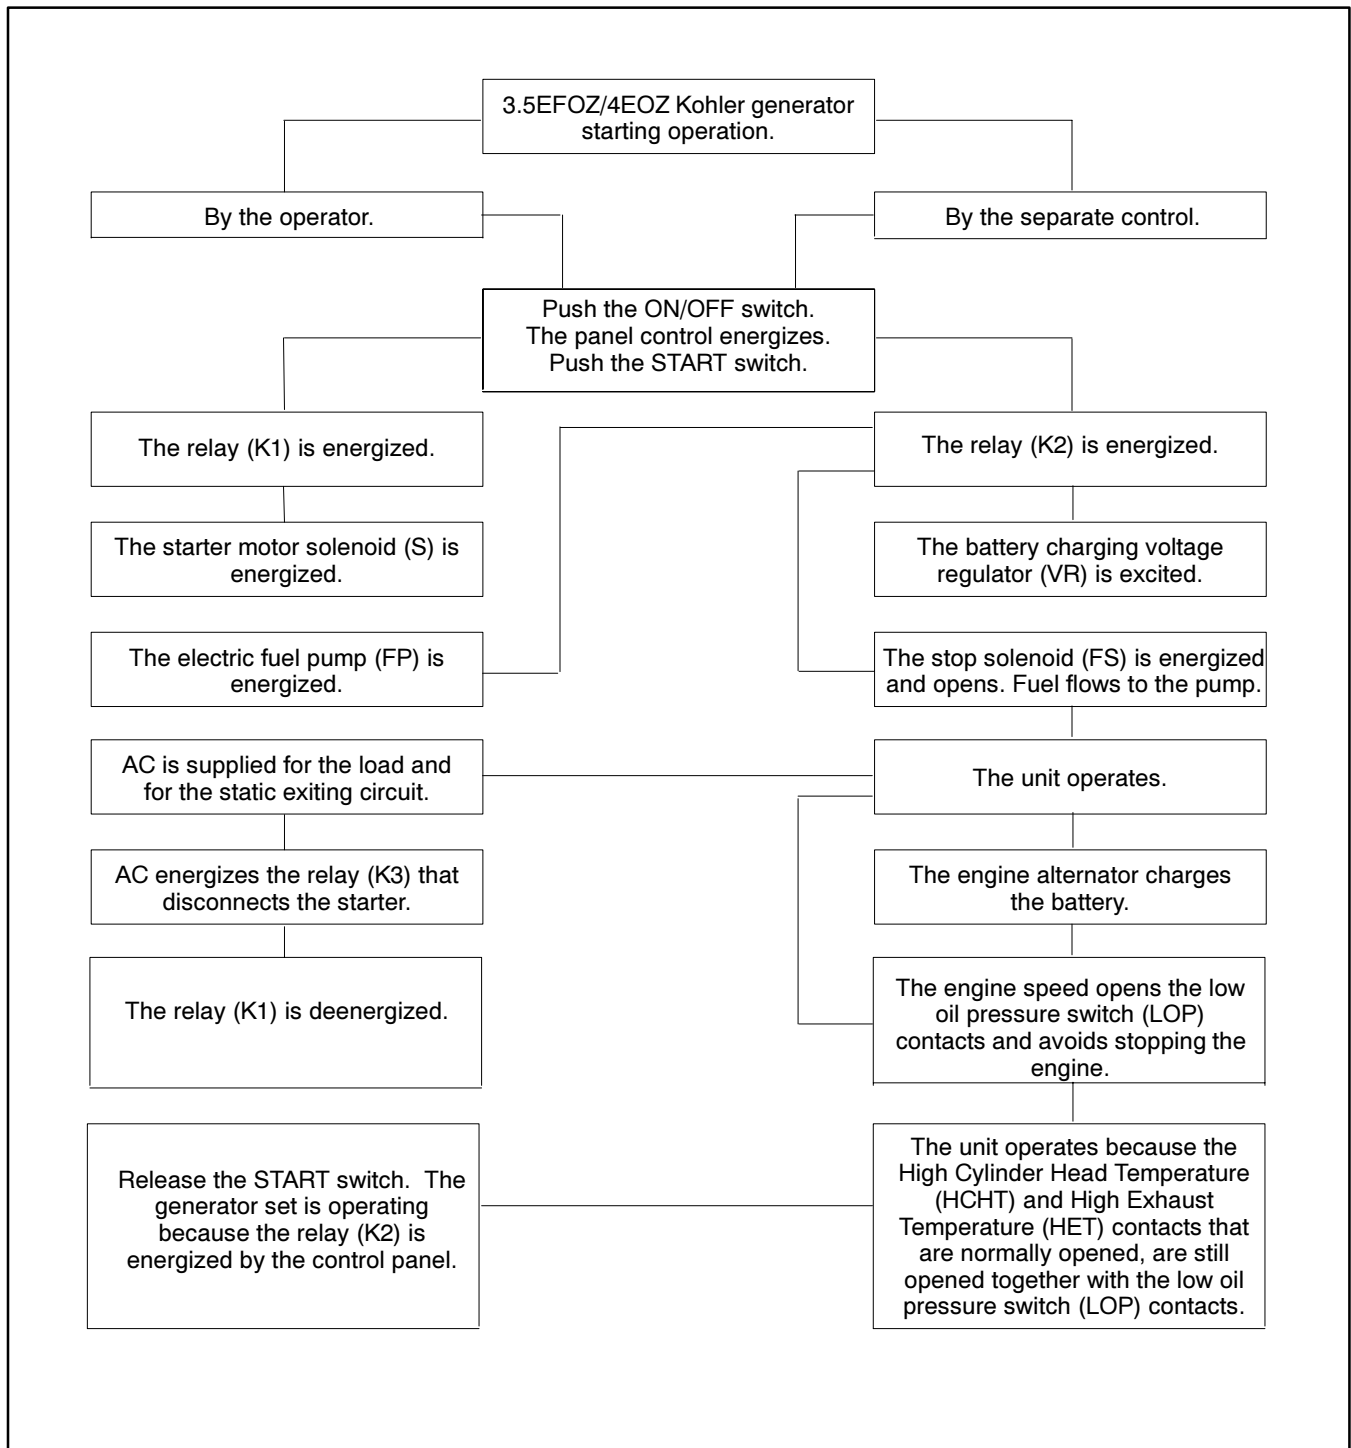 3.5EFOZ/4EOZ Kohler generator
starting operation.
By the operator.
By the separate control.
Push the ON/OFF switch.
The panel control energizes.
Push the START switch.
The relay (K1) is energized.
The relay (K2) is energized.
The starter motor solenoid (S) is
energized.
The battery charging voltage
regulator (VR) is excited.
The electric fuel pump (FP) is
energized.
The stop solenoid (FS) is energized
and opens. Fuel flows to the pump.
AC is supplied for the load and
for the static exiting circuit.
The unit operates.
AC energizes the relay (K3) that
disconnects the starter.
The engine alternator charges
the battery.
The relay (K1) is deenergized.
The engine speed opens the low
oil pressure switch (LOP)
contacts and avoids stopping the
engine.
Release the START switch. The
generator set is operating
because the relay (K2) is
energized by the control panel.
The unit operates because the
High Cylinder Head Temperature
(HCHT) and High Exhaust
Temperature (HET) contacts that
are normally opened, are still
opened together with the low oil
pressure switch (LOP) contacts.